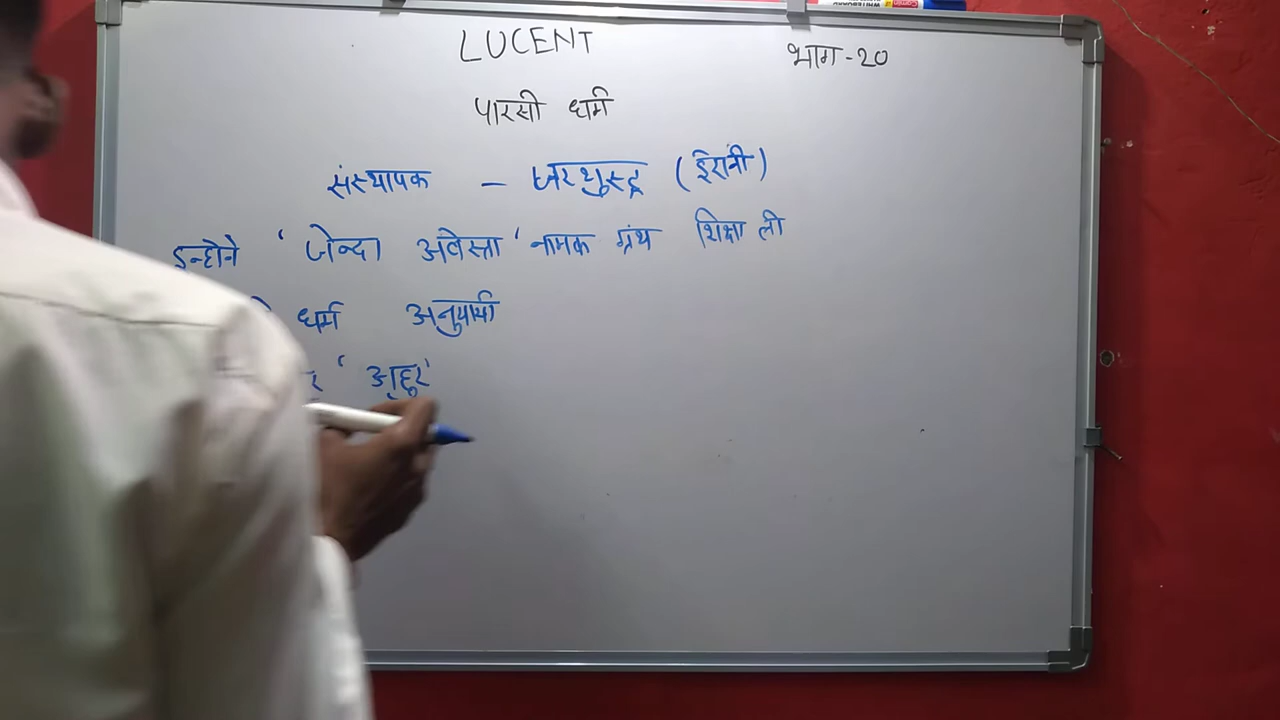 LUCENT
भाग-20
पारसी धर्म
संस्थापक - जरथुस्ट्र (ईरानी)
इन्होने 'जेन्दा अवेस्ता' नामक ग्रंथ शिक्षा ली
धर्म अनुयायी
'अहुर'